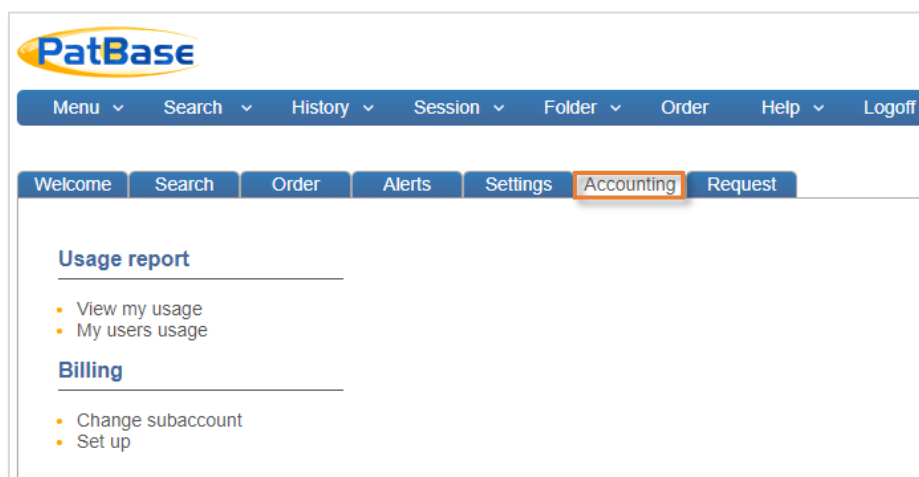 PatBase
Menu Search History Session Folder Order Help Logoff
Welcome Search Order Alerts Settings Accounting Request
Usage report
• View my usage
• My users usage
Billing
• Change subaccount
• Set up